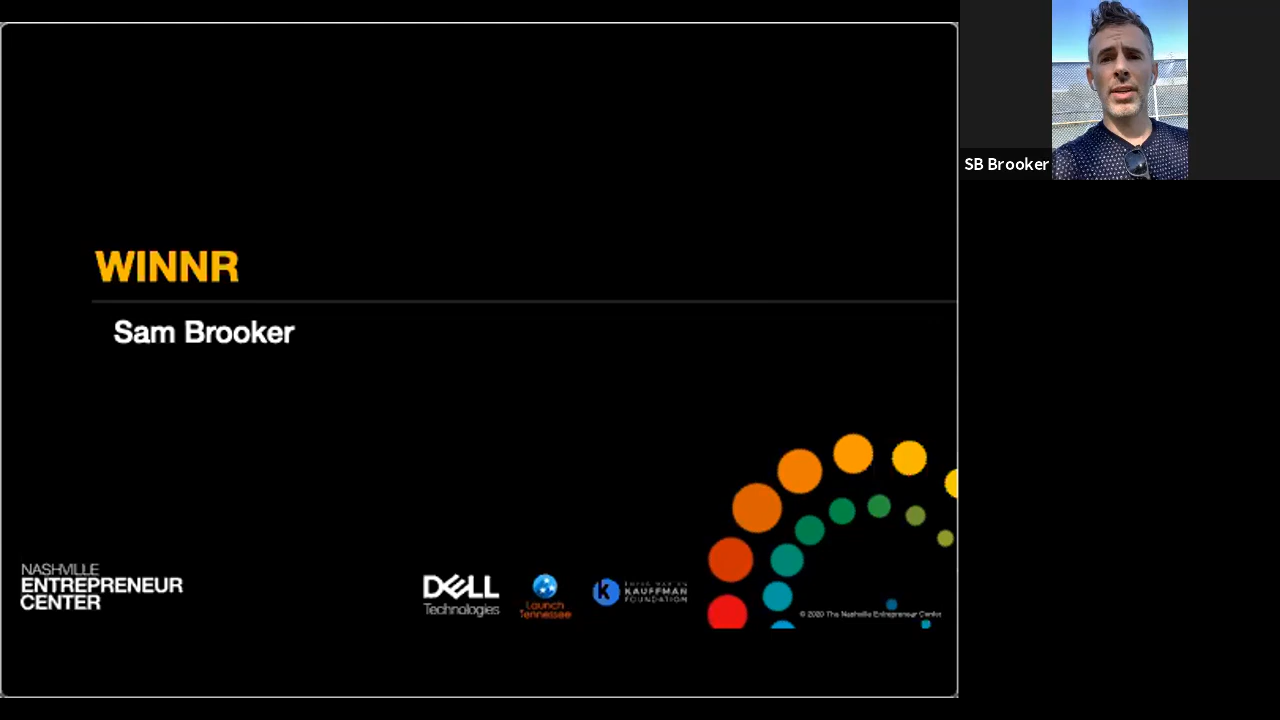 SB Brooker
WINNR
Sam Brooker
NASHVILLE
ENTREPRENEUR
CENTER
DELL
Technologies
Launch
Tennessee
KAUFFMAN
FOUNDATION
© 2020 The Nashville Entrepreneur Center